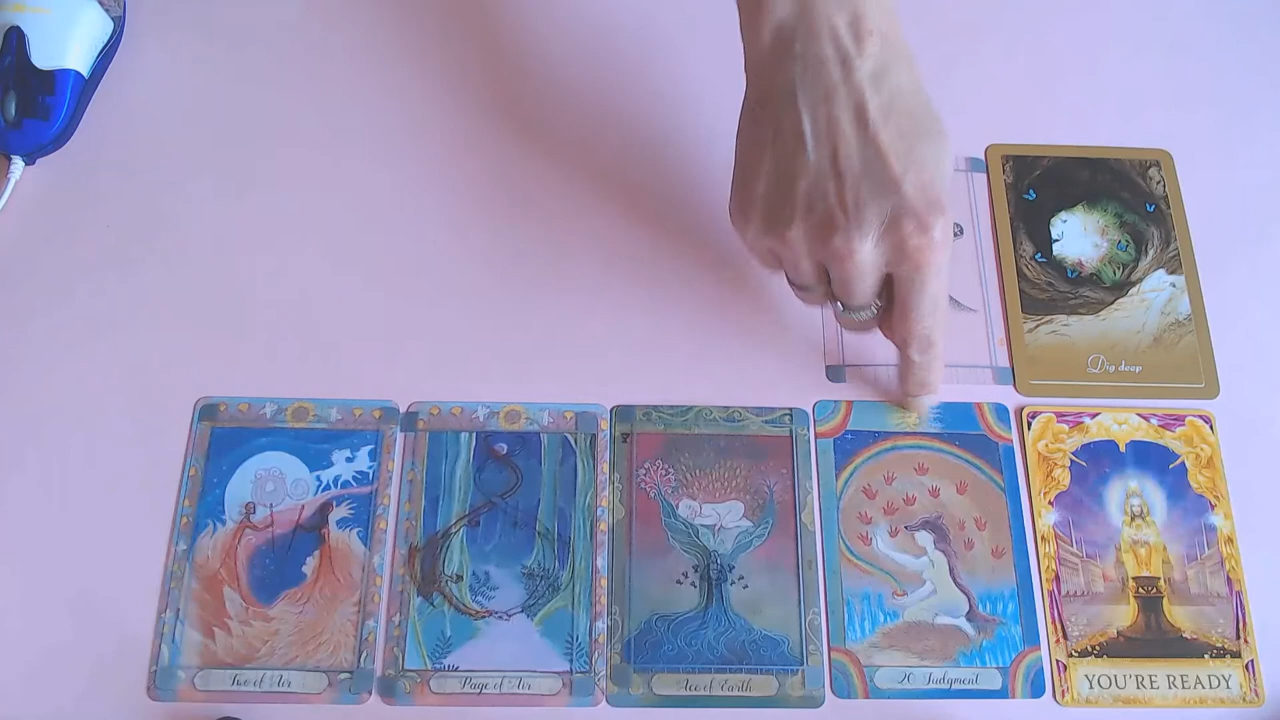 Dig deep
Two of Air
Page of Air
Ace of Earth
20 Judgment
YOU'RE READY